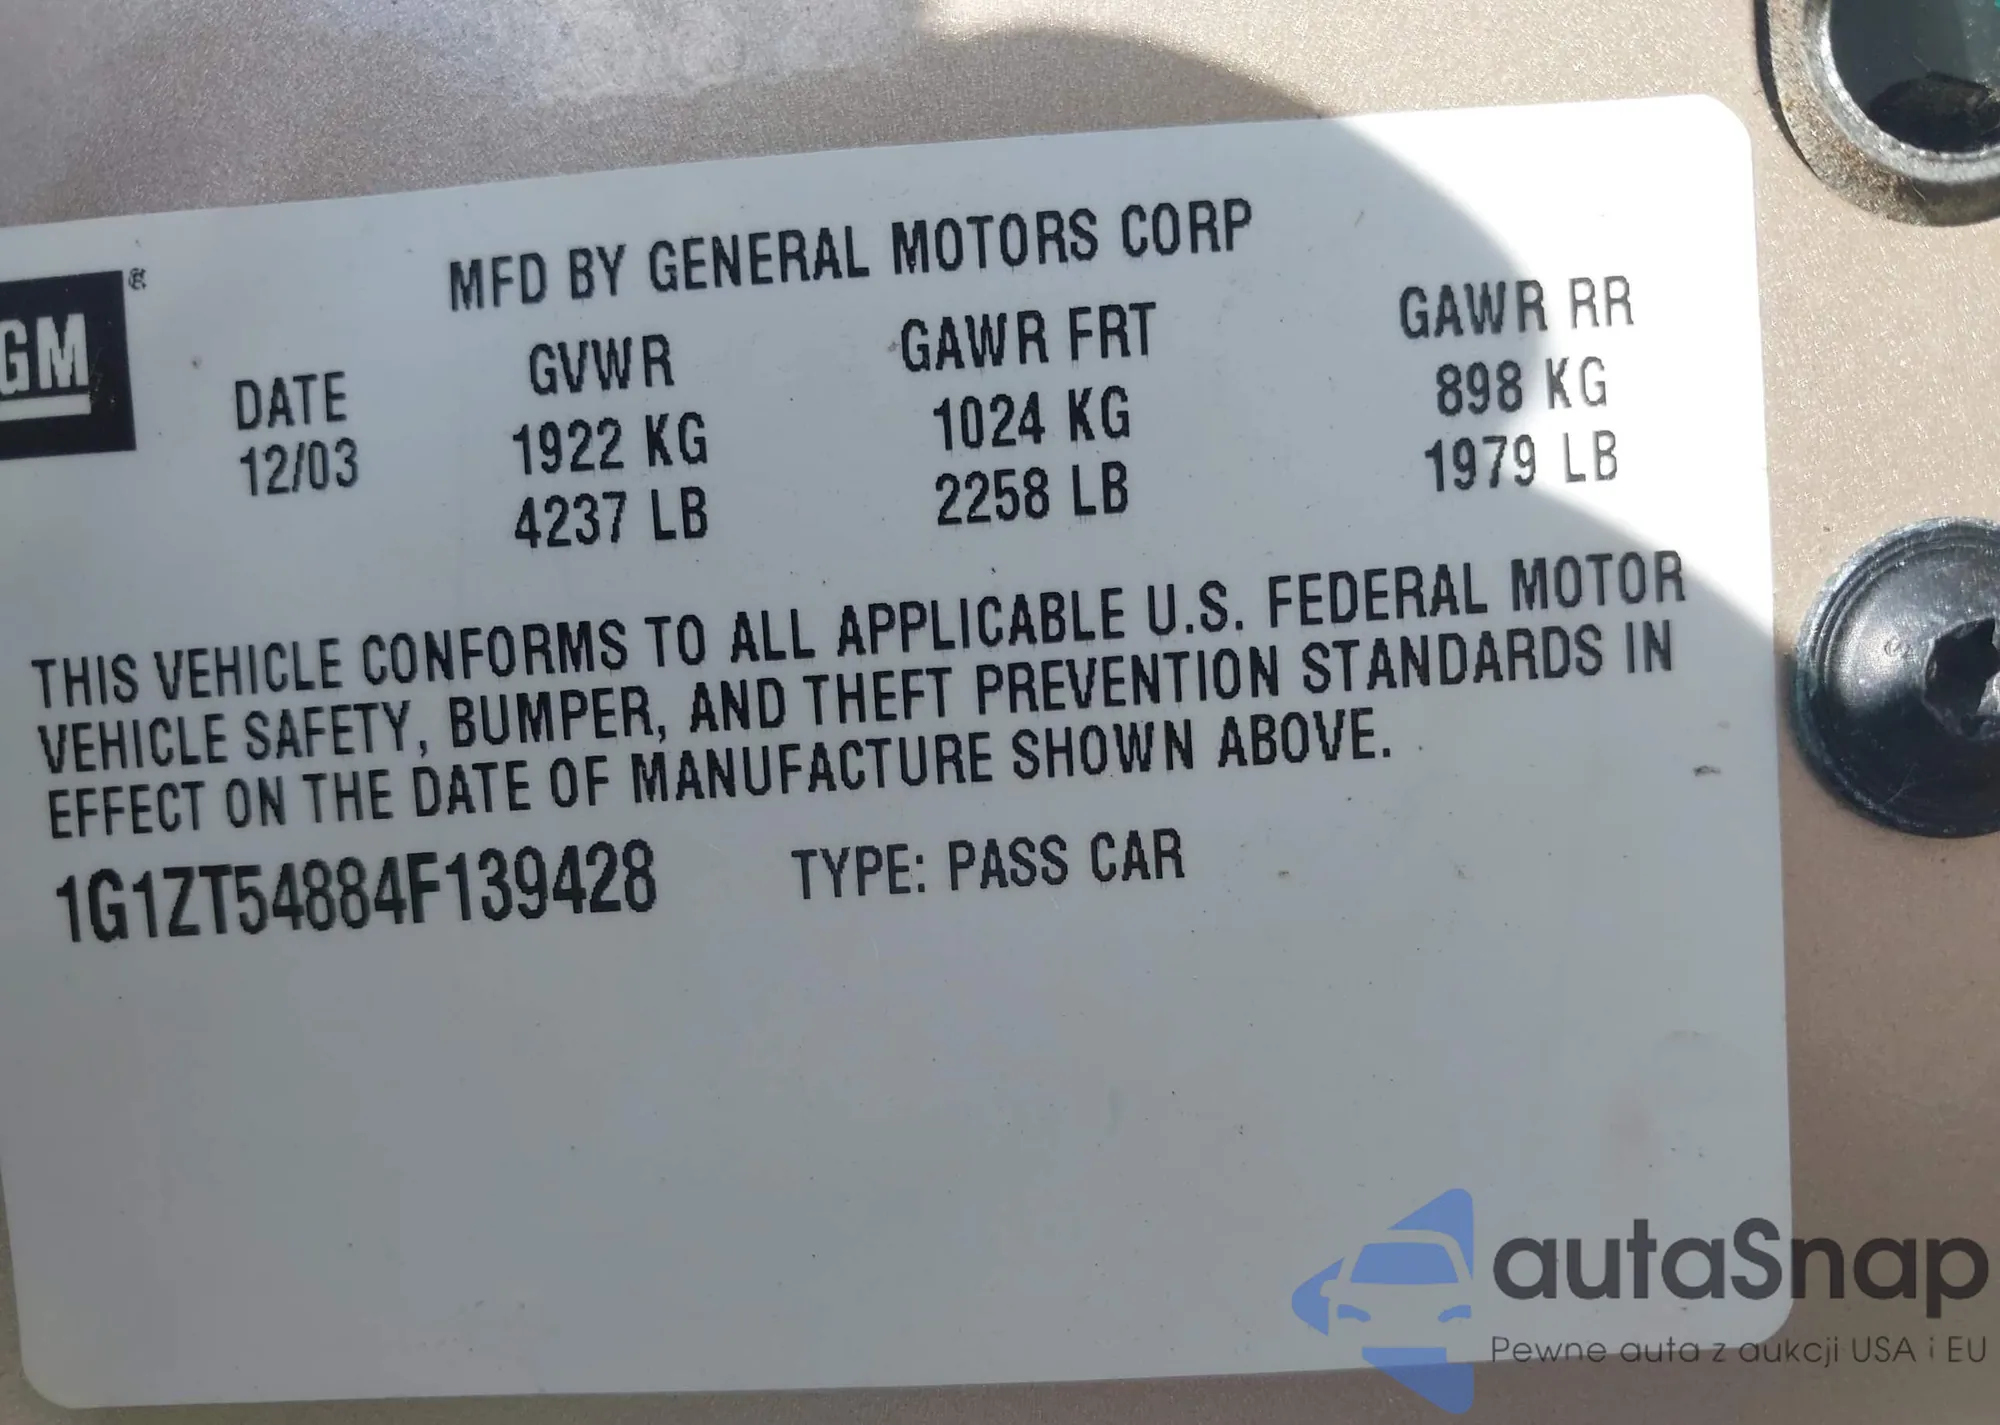 MFD BY GENERAL MOTORS CORP
GM ®
DATE GVWR GAWR FRT GAWR RR
12/03 1922 KG 1024 KG 898 KG
4237 LB 2258 LB 1979 LB
THIS VEHICLE CONFORMS TO ALL APPLICABLE U.S. FEDERAL MOTOR
VEHICLE SAFETY, BUMPER, AND THEFT PREVENTION STANDARDS IN
EFFECT ON THE DATE OF MANUFACTURE SHOWN ABOVE.
1G1ZT54884F139428 TYPE: PASS CAR
autaSnap
Pewne auta z aukcji USA i EU